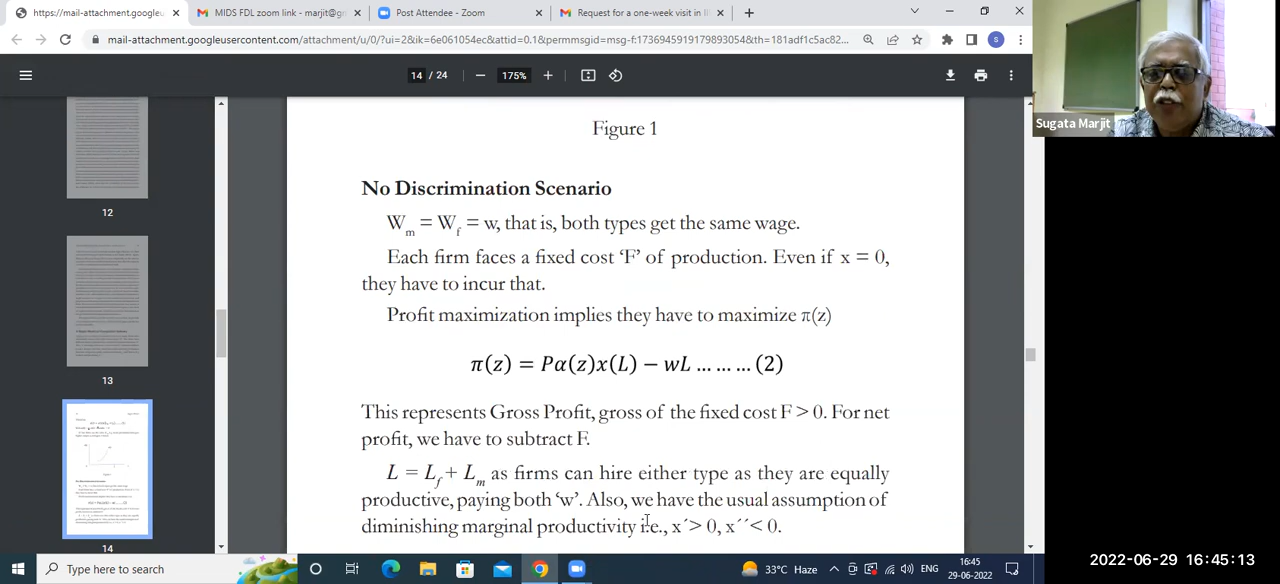 https://mail-attachment.googleu
MIDS FDL zoom link - marjit@gm
Post Attendee - Zoom
Request for a one-week visit in II
mail-attachment.googleusercontent.com/attachment/u/0/?ui=2&ik=6e061054ec&attid=0.1&permmsgid=msg-f:1736945919179893054&th=181adf1c5ac82...
S
14 / 24
175%
Sugata Marjit
12
13
14
Figure 1
No Discrimination Scenario
Wm = Wf = w, that is, both types get the same wage.
Each firm faces a fixed cost ‘F’ of production. Even if x = 0,
they have to incur that.
Profit maximization implies they have to maximize π(z)
π(z) = Pα(z)x(L) − wL … … … (2)
This represents Gross Profit, gross of the fixed cost F > 0. For net
profit, we have to subtract F.
L = Lf + Lm as firms can hire either type as they are equally
productive, paying both ‘w’. Also, we have the usual assumption of
diminishing marginal productivity i.e., x´> 0, x´´< 0.
Type here to search
33°C Haze
ENG
16:45
29-06-2022
2022-06-29 16:45:13